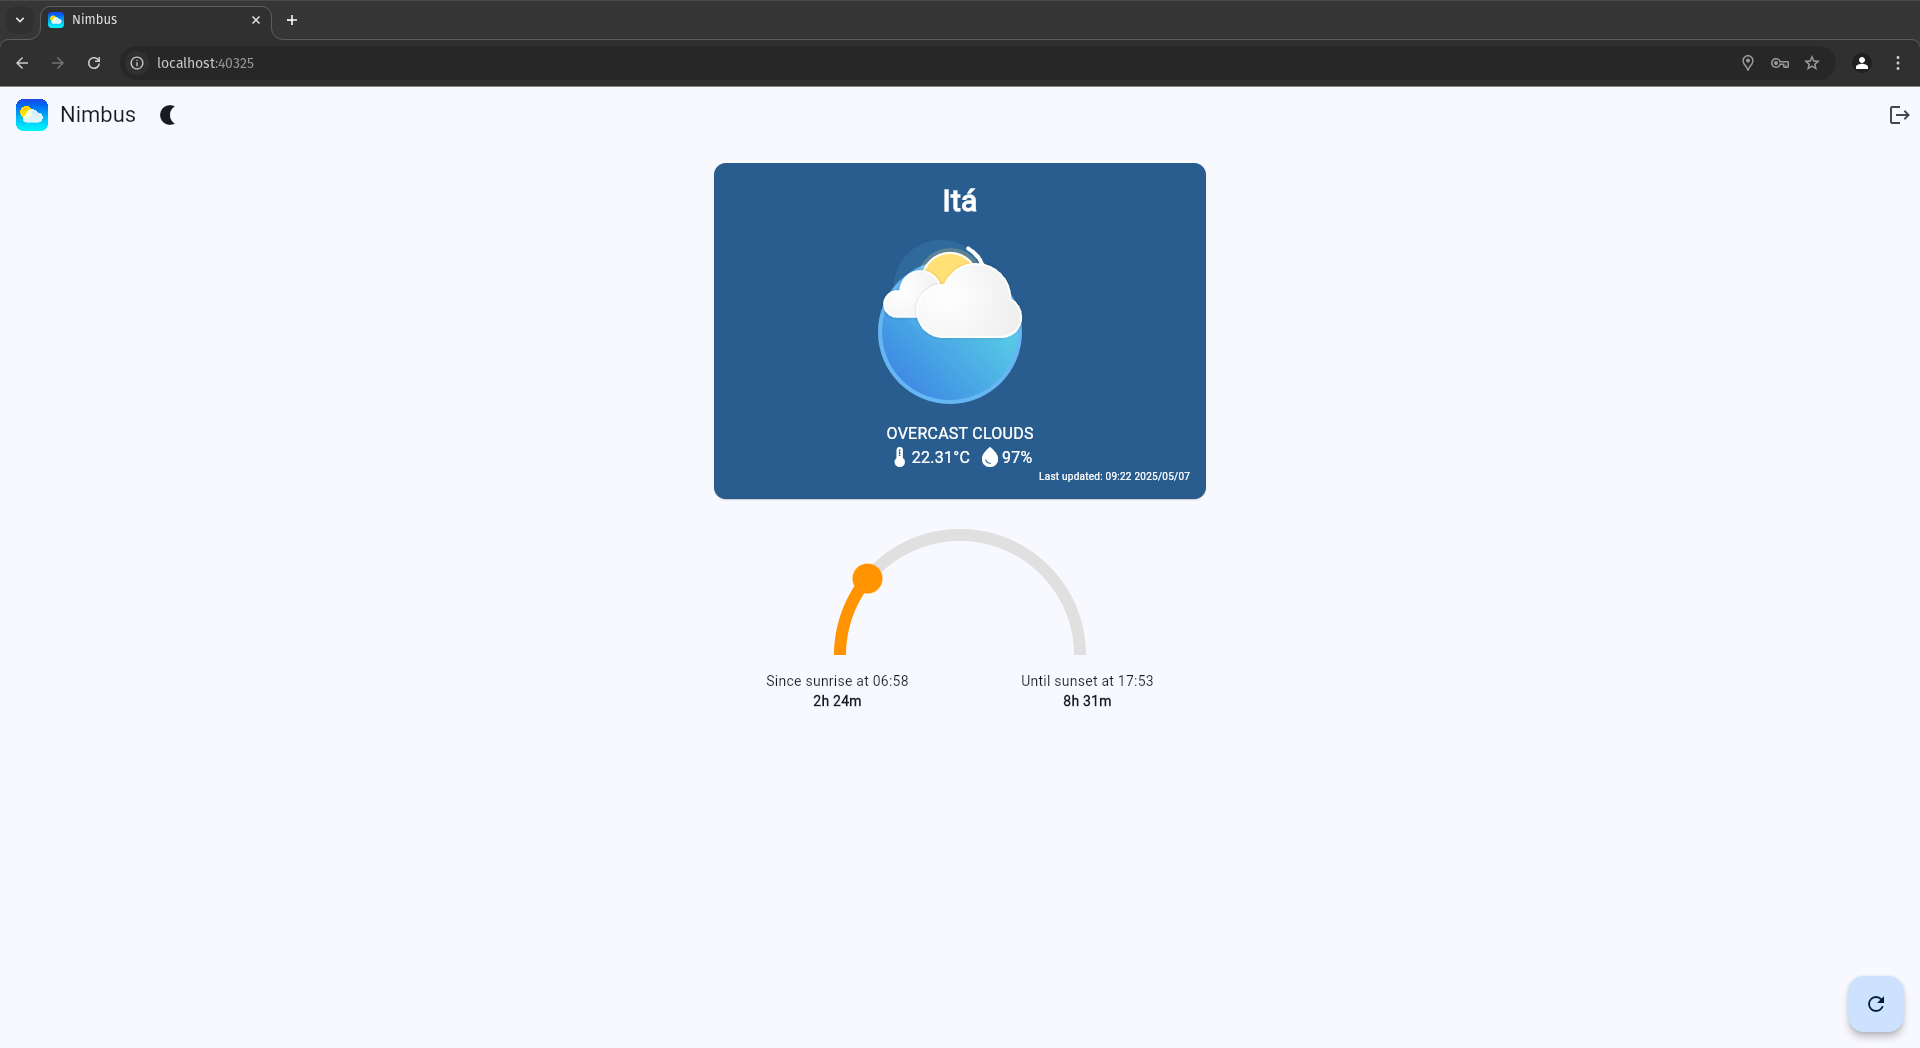 Nimbus
localhost:40325
Nimbus
Itá
OVERCAST CLOUDS
22.31°C 97%
Last updated: 09:22 2025/05/07
Since sunrise at 06:58
2h 24m
Until sunset at 17:53
8h 31m